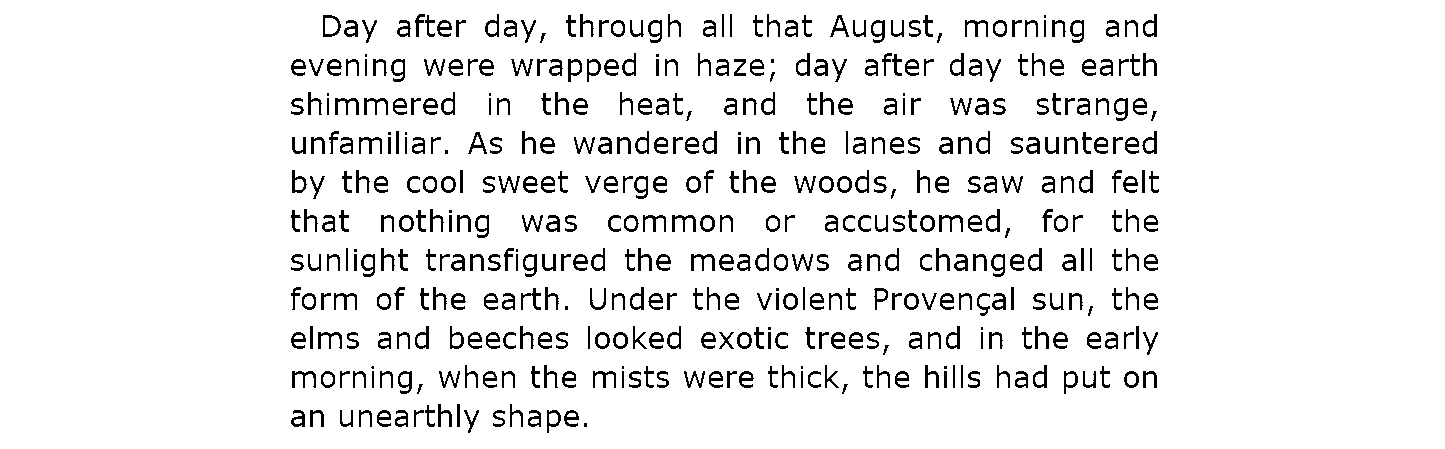 Day after day, through all that August, morning and
evening were wrapped in haze; day after day the earth
shimmered in the heat, and the air was strange,
unfamiliar. As he wandered in the lanes and sauntered
by the cool sweet verge of the woods, he saw and felt
that nothing was common or accustomed, for the
sunlight transfigured the meadows and changed all the
form of the earth. Under the violent Provençal sun, the
elms and beeches looked exotic trees, and in the early
morning, when the mists were thick, the hills had put on
an unearthly shape.